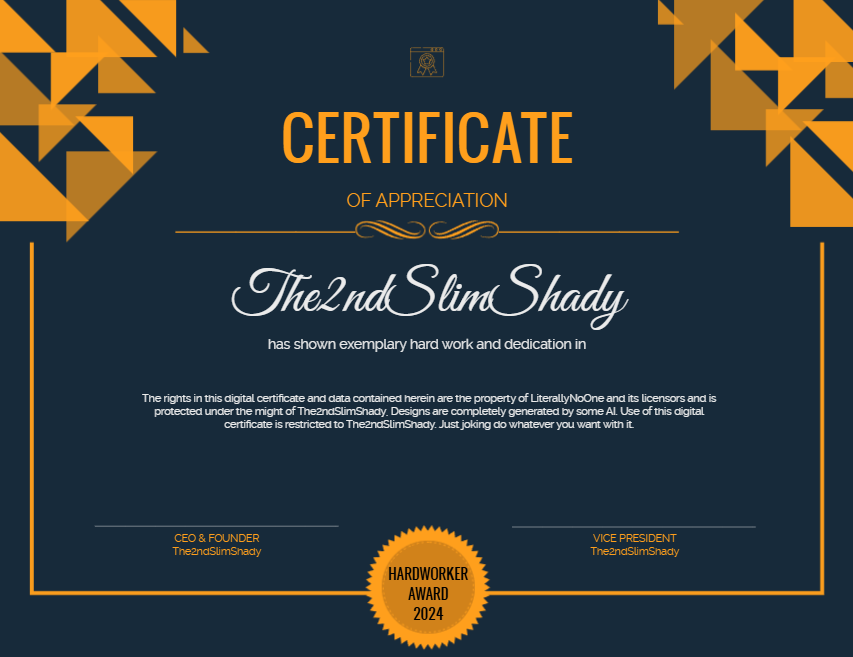 CERTIFICATE
OF APPRECIATION
The2ndSlimShady
has shown exemplary hard work and dedication in
The rights in this digital certificate and data contained herein are the property of LiterallyNoOne and its licensors and is
protected under the might of The2ndSlimShady. Designs are completely generated by some AI. Use of this digital
certificate is restricted to The2ndSlimShady. Just joking do whatever you want with it.
CEO & FOUNDER
The2ndSlimShady
VICE PRESIDENT
The2ndSlimShady
HARDWORKER
AWARD
2024